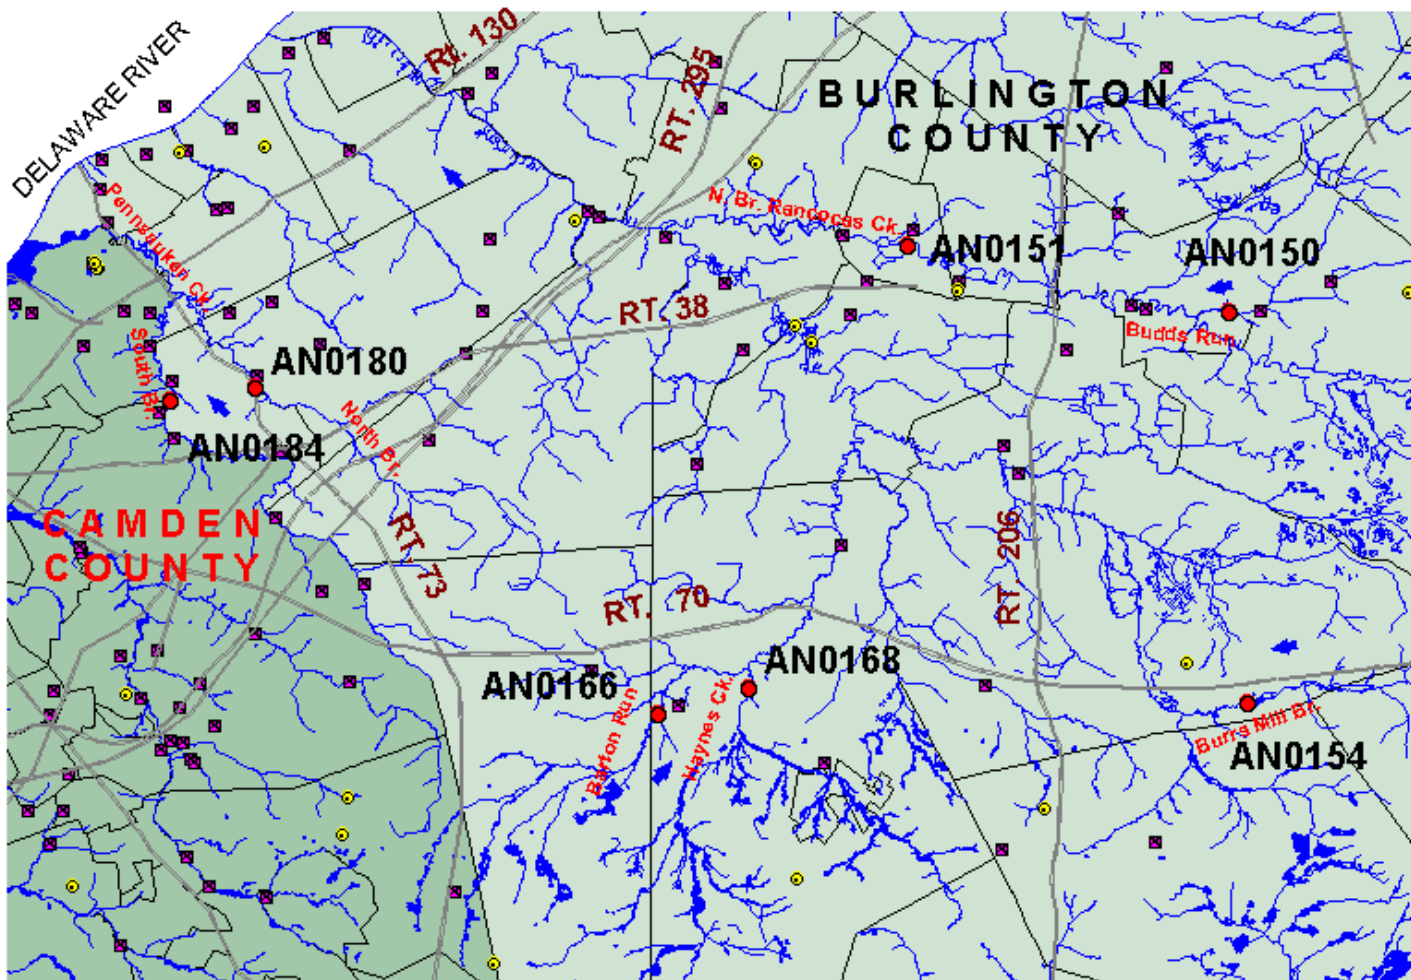 Rt. 130
DELAWARE RIVER
RT. 295
BURLINGTON
COUNTY
Pennsauken Ck.
N. Br. Rancocas Ck.
AN0151
AN0150
RT. 38
Budds Run
AN0180
South Br.
North Br.
AN0184
CAMDEN
COUNTY
RT. 73
RT. 206
RT. 70
AN0168
AN0166
Barton Run
Haynes Ck.
Burrs Mill Br.
AN0154